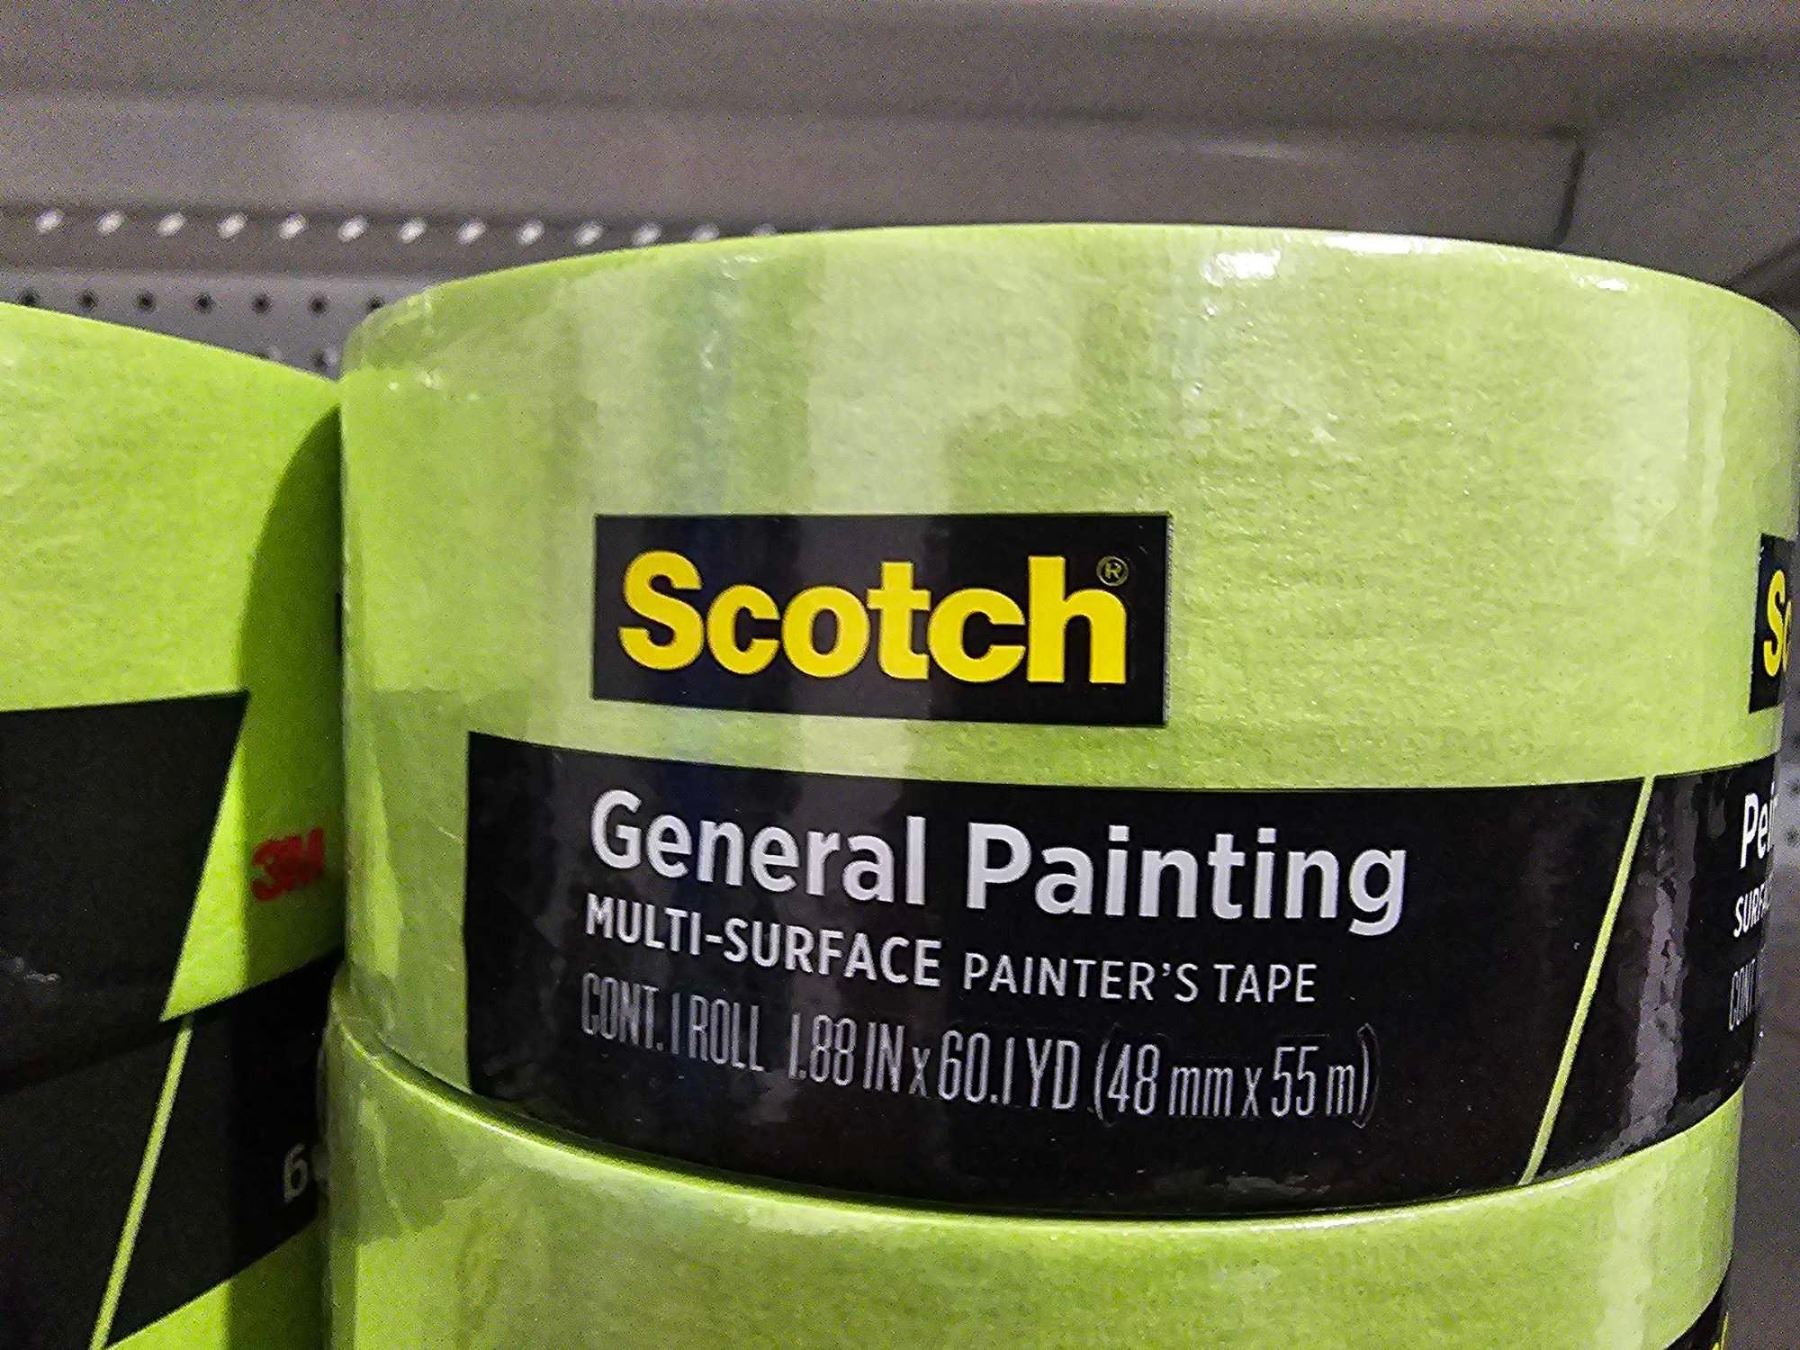 Scotch®
General Painting
MULTI-SURFACE PAINTER'S TAPE
CONT. 1 ROLL 1.88 IN x 60.1 YD (48 mm x 55 m)
3M